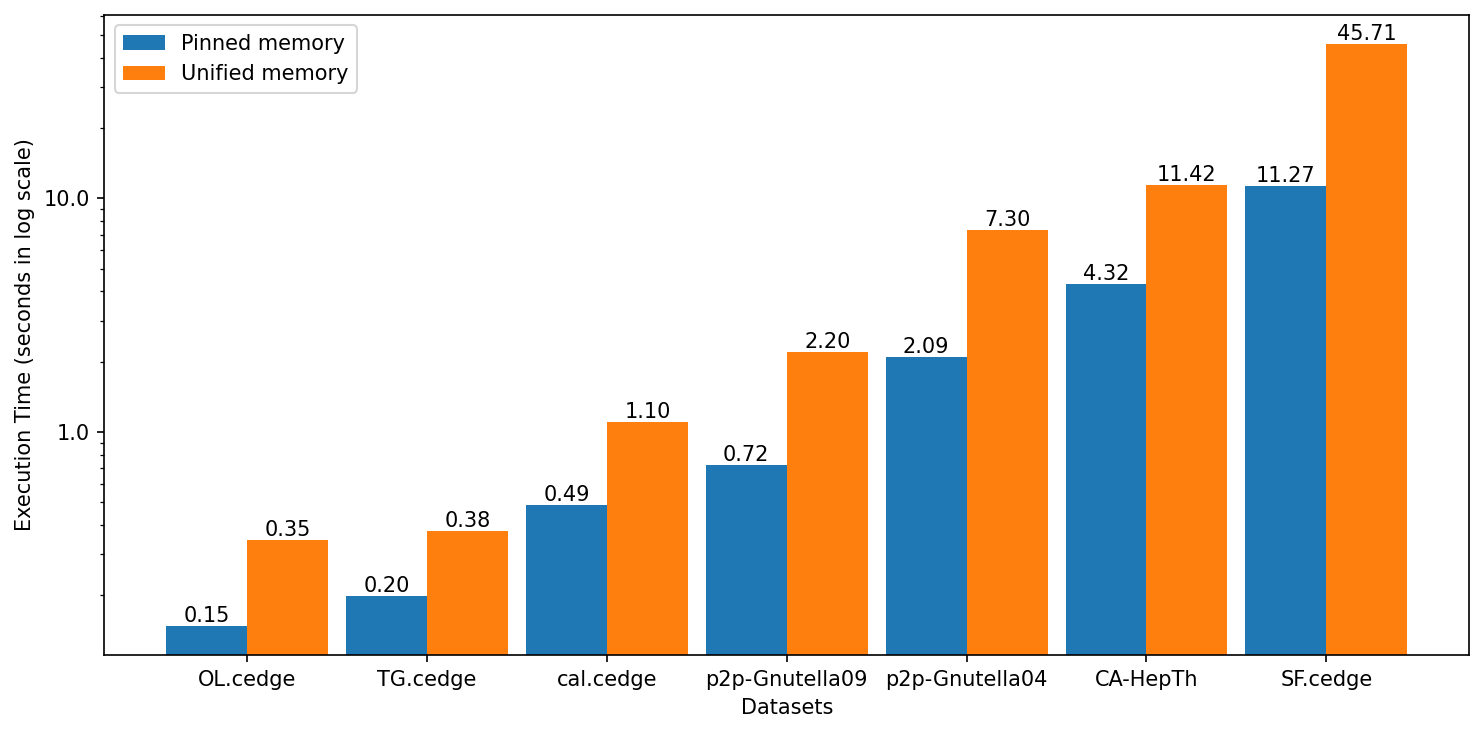 Pinned memory
Unified memory
Execution Time (seconds in log scale)
10.0
1.0
0.15
0.35
0.20
0.38
0.49
1.10
0.72
2.20
2.09
7.30
4.32
11.42
11.27
45.71
OL.cedge
TG.cedge
cal.cedge
p2p-Gnutella09
p2p-Gnutella04
CA-HepTh
SF.cedge
Datasets